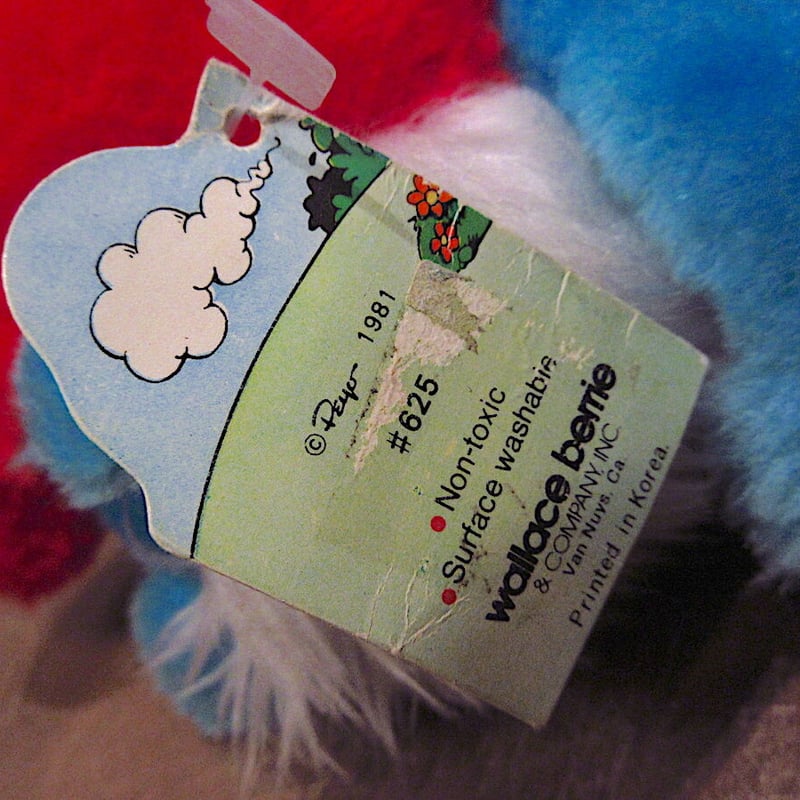 © Peyo 1981
#625
• Non-toxic
• Surface washable
wallace berrie
& COMPANY INC.
Van Nuys, Ca.
Printed in Korea.